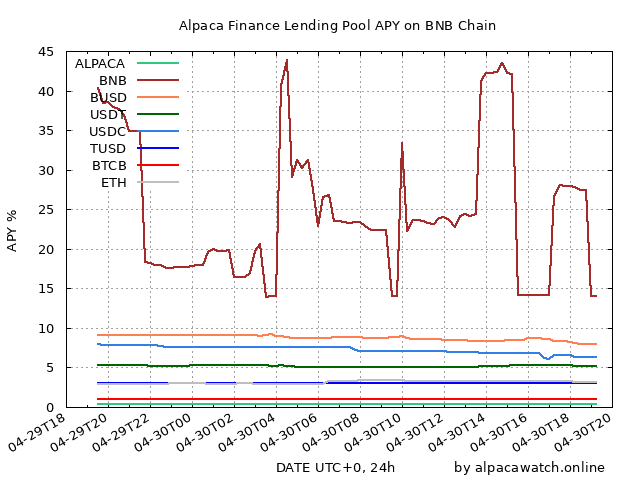 Alpaca Finance Lending Pool APY on BNB Chain
45
40
35
30
25
20
15
10
5
0
APY %
ALPACA
BNB
BUSD
USDT
USDC
TUSD
BTCB
ETH
04-29T18
04-29T20
04-29T22
04-30T00
04-30T02
04-30T04
04-30T06
04-30T08
04-30T10
04-30T12
04-30T14
04-30T16
04-30T18
04-30T20
DATE UTC+0, 24h
by alpacawatch.online